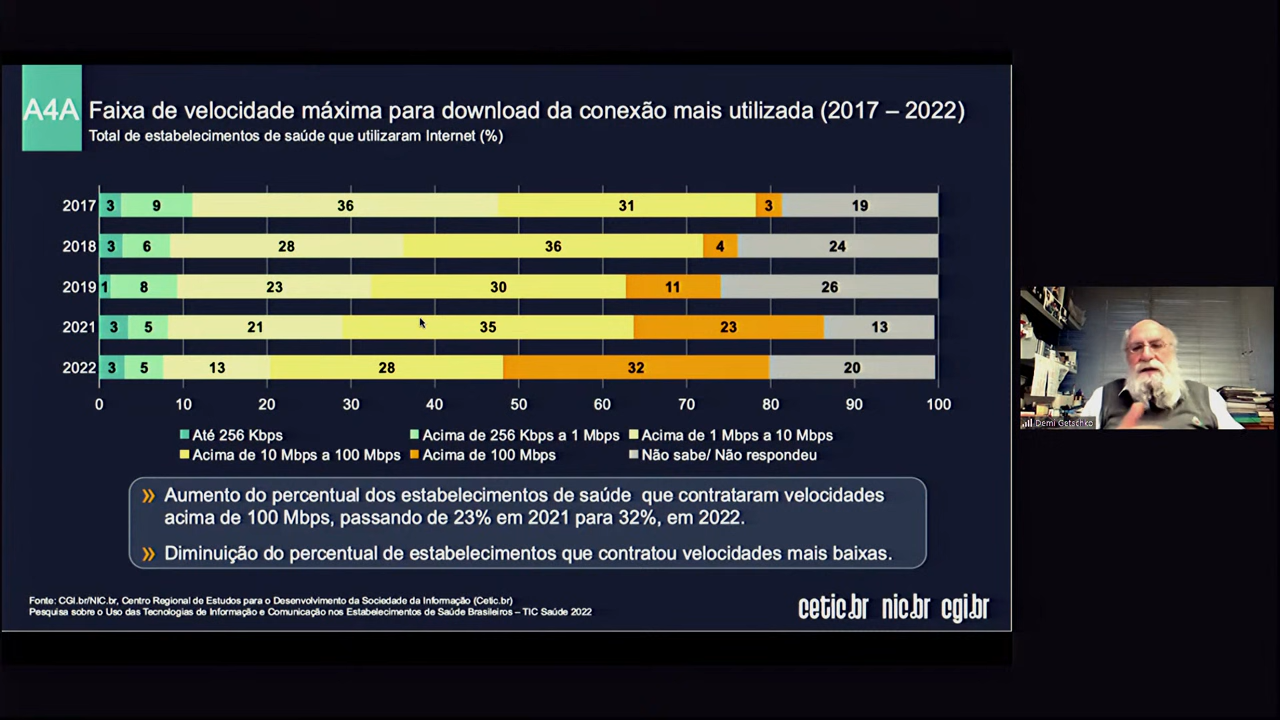 A4A
Faixa de velocidade máxima para download da conexão mais utilizada (2017 – 2022)
Total de estabelecimentos de saúde que utilizaram Internet (%)
2017 3 9 36 31 3 19
2018 3 6 28 36 4 24
2019 1 8 23 30 11 26
2021 3 5 21 35 23 13
2022 3 5 13 28 32 20
0 10 20 30 40 50 60 70 80 90 100
Até 256 Kbps Acima de 256 Kbps a 1 Mbps Acima de 1 Mbps a 10 Mbps
Acima de 10 Mbps a 100 Mbps Acima de 100 Mbps Não sabe/ Não respondeu
» Aumento do percentual dos estabelecimentos de saúde que contrataram velocidades
acima de 100 Mbps, passando de 23% em 2021 para 32%, em 2022.
» Diminuição do percentual de estabelecimentos que contratou velocidades mais baixas.
Fonte: CGI.br/NIC.br, Centro Regional de Estudos para o Desenvolvimento da Sociedade da Informação (Cetic.br)
Pesquisa sobre o Uso das Tecnologias de Informação e Comunicação nos Estabelecimentos de Saúde Brasileiros – TIC Saúde 2022
cetic.br nic.br cgi.br
Demi Getschko